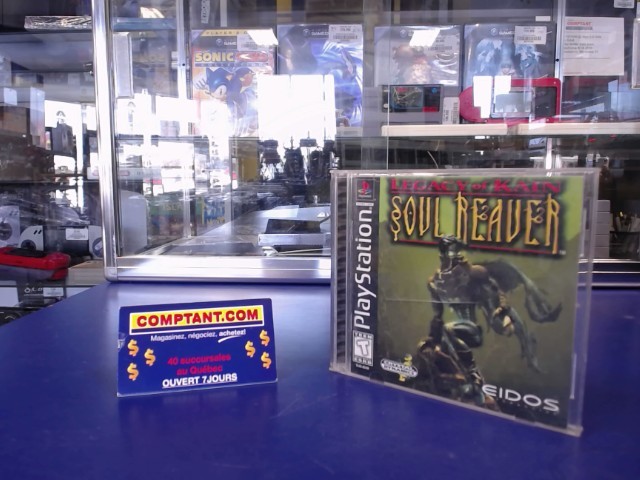 SONIC
COMPTANT.COM
Magasinez, négociez, achetez!
40 succursales
au Québec
OUVERT 7JOURS
PlayStation
LEGACY OF KAIN
SOUL REAVER
T
EIDOS